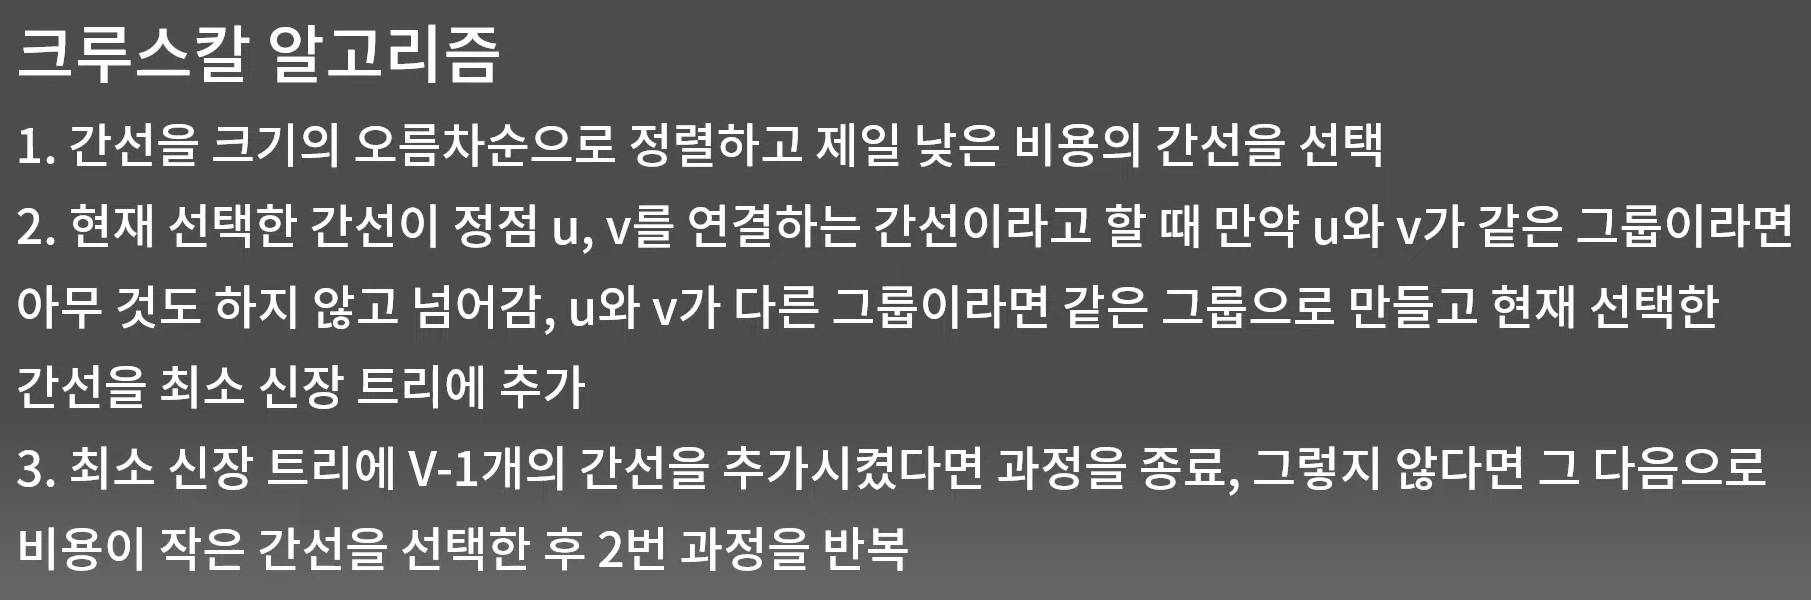 크루스칼 알고리즘
1. 간선을 크기의 오름차순으로 정렬하고 제일 낮은 비용의 간선을 선택
2. 현재 선택한 간선이 정점 u, v를 연결하는 간선이라고 할 때 만약 u와 v가 같은 그룹이라면
아무 것도 하지 않고 넘어감, u와 v가 다른 그룹이라면 같은 그룹으로 만들고 현재 선택한
간선을 최소 신장 트리에 추가
3. 최소 신장 트리에 V-1개의 간선을 추가시켰다면 과정을 종료, 그렇지 않다면 그 다음으로
비용이 작은 간선을 선택한 후 2번 과정을 반복